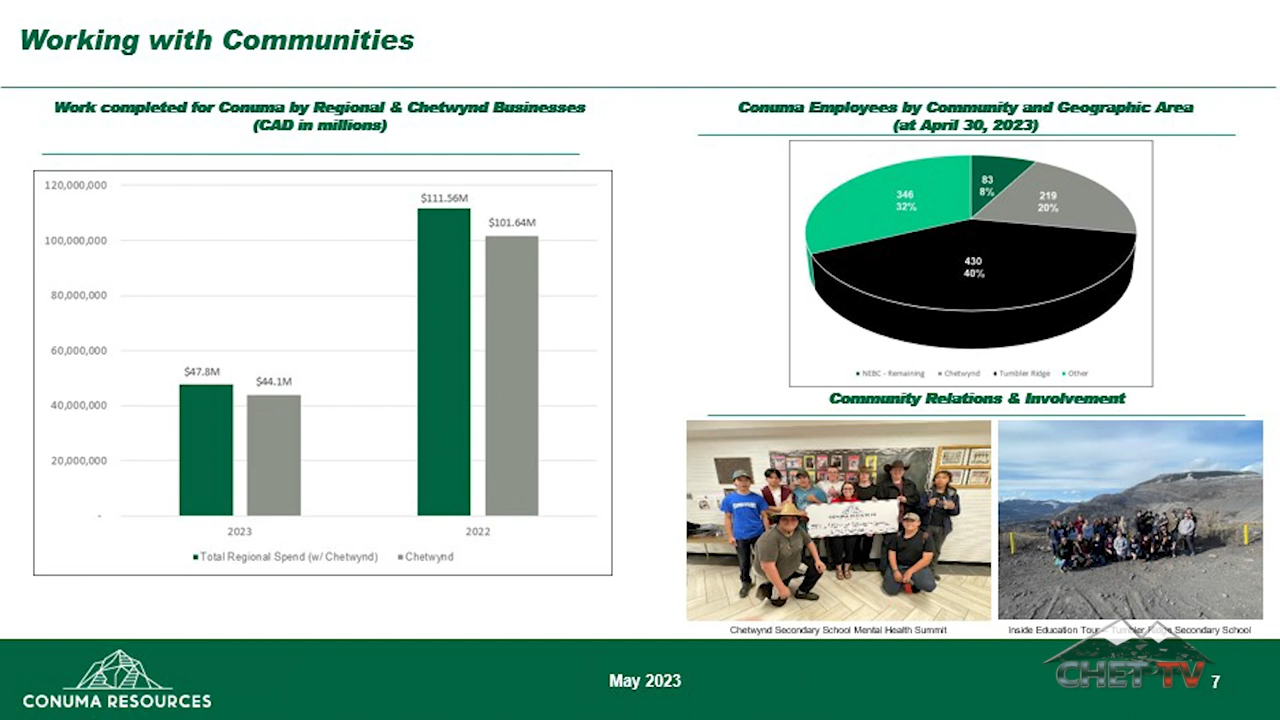 Working with Communities
Work completed for Conuma by Regional & Chetwynd Businesses
(CAD in millions)
120,000,000
100,000,000
80,000,000
60,000,000
40,000,000
20,000,000
-
$47.8M
$44.1M
$111.56M
$101.64M
2023
2022
Total Regional Spend (w/ Chetwynd)
Chetwynd
Conuma Employees by Community and Geographic Area
(at April 30, 2023)
83
8%
219
20%
430
40%
346
32%
NEBC - Remaining
Chetwynd
Tumbler Ridge
Other
Community Relations & Involvement
CONUMA RESOURCES
Chetwynd Secondary School Mental Health Summit
Inside Education Tour - Tumbler Ridge Secondary School
CONUMA RESOURCES
May 2023
CHET TV
7